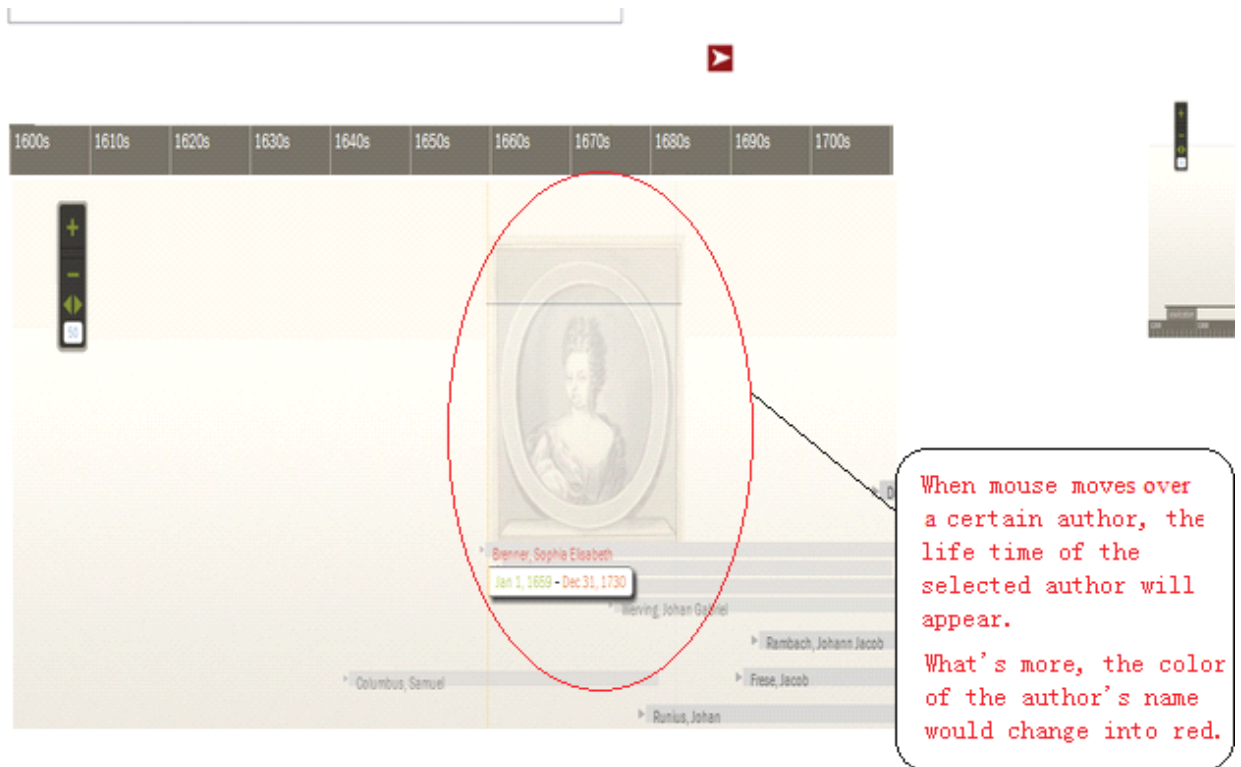 1600s 1610s 1620s 1630s 1640s 1650s 1660s 1670s 1680s 1690s 1700s
50
When mouse moves over
a certain author, the
life time of the
selected author will
appear.
What's more, the color
of the author's name
would change into red.
D
Brenner, Sophia Elisabeth
Jan 1, 1659 - Dec 31, 1730
Werving, Johan Gabriel
Rambach, Johann Jacob
Columbus, Samuel
Frese, Jacob
Runius, Johan